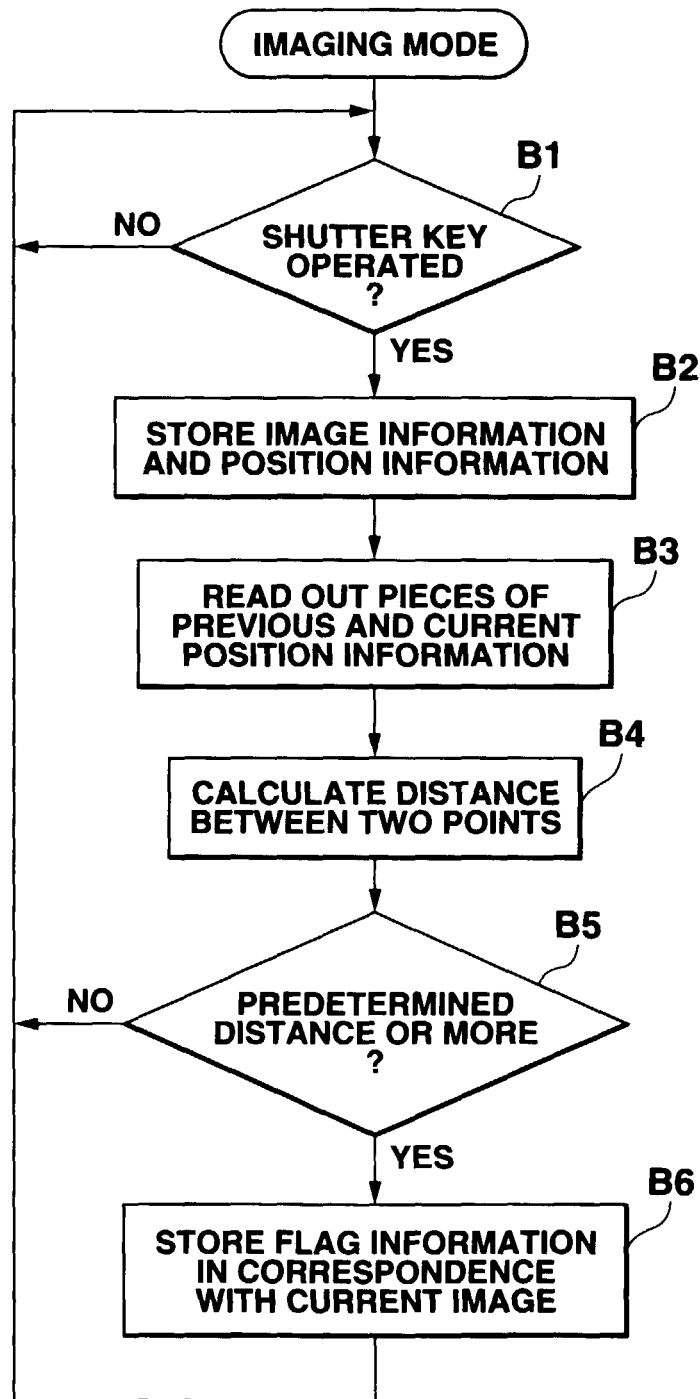 IMAGING MODE
B1
NO
SHUTTER KEY
OPERATED
?
YES
B2
STORE IMAGE INFORMATION
AND POSITION INFORMATION
B3
READ OUT PIECES OF
PREVIOUS AND CURRENT
POSITION INFORMATION
B4
CALCULATE DISTANCE
BETWEEN TWO POINTS
B5
NO
PREDETERMINED
DISTANCE OR MORE
?
YES
B6
STORE FLAG INFORMATION
IN CORRESPONDENCE
WITH CURRENT IMAGE